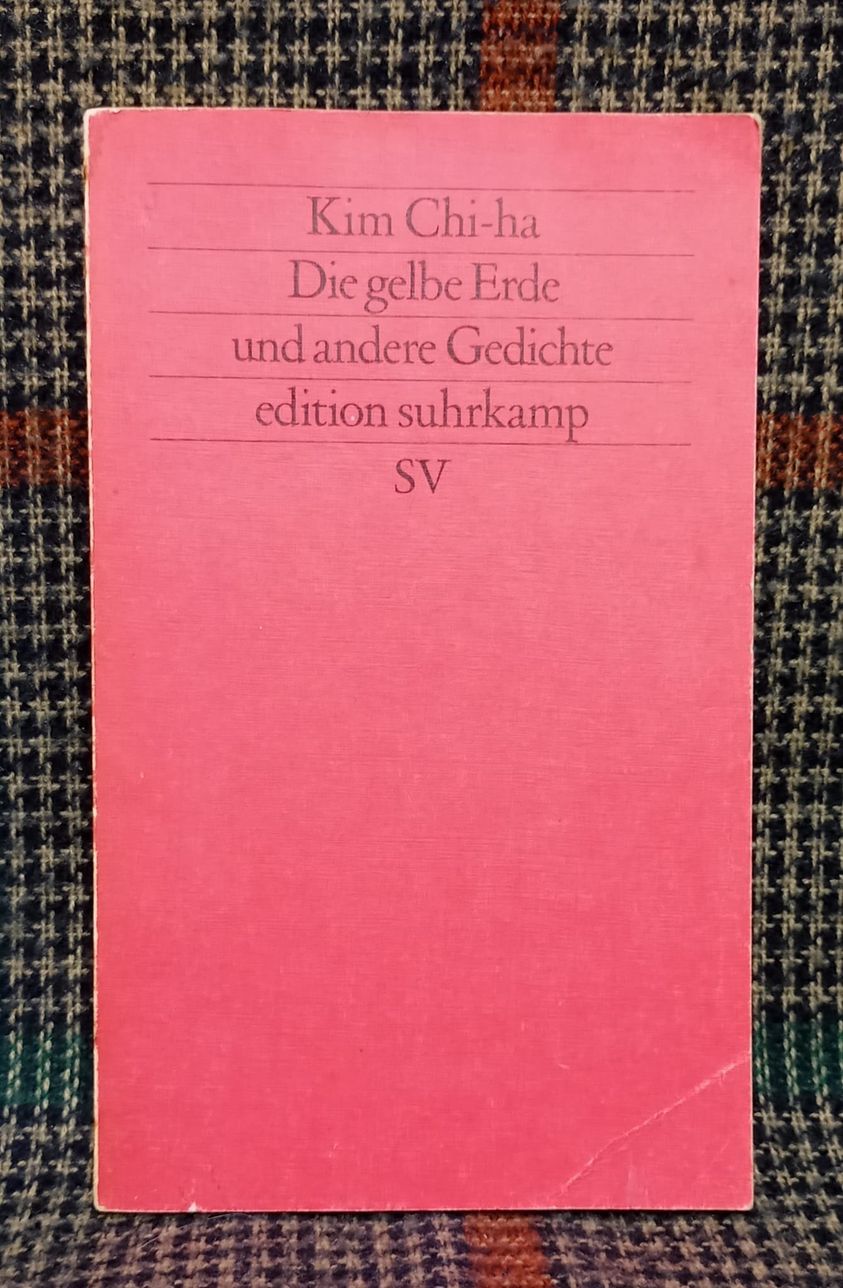 Kim Chi-ha
Die gelbe Erde
und andere Gedichte
edition suhrkamp
SV